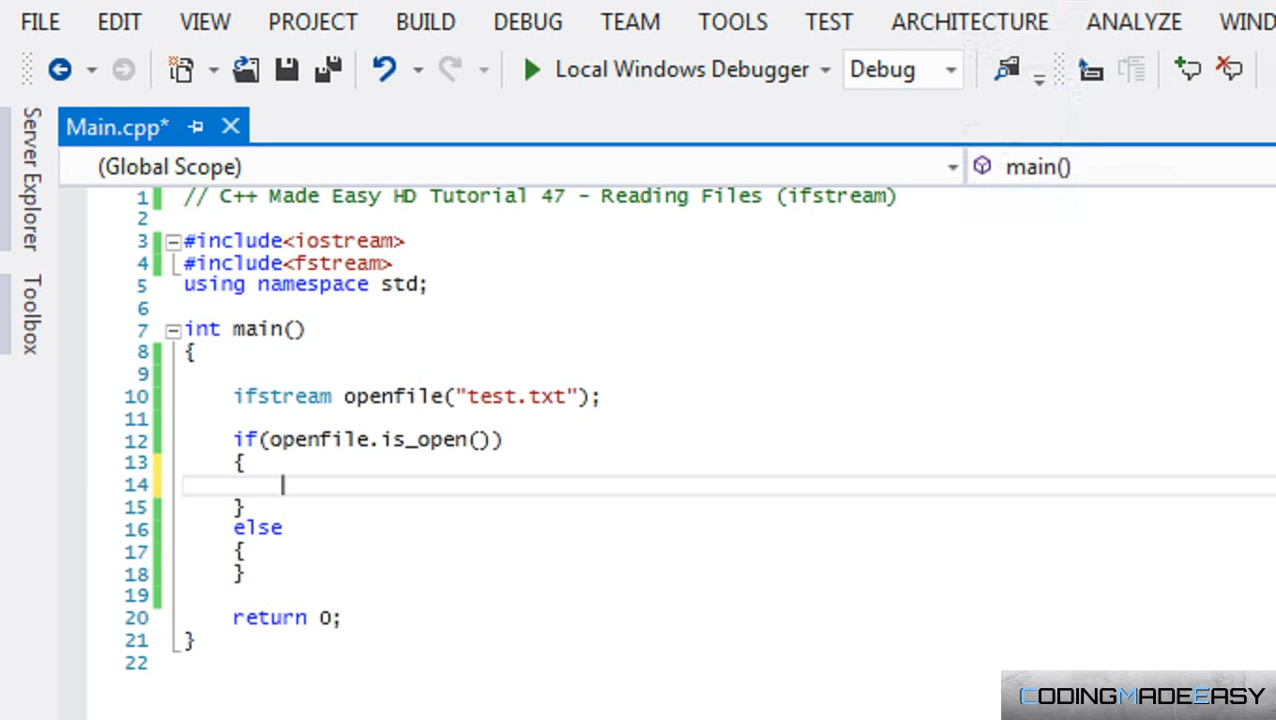 FILE EDIT VIEW PROJECT BUILD DEBUG TEAM TOOLS TEST ARCHITECTURE ANALYZE WIND
Local Windows Debugger Debug
Server Explorer
Toolbox
Main.cpp*
(Global Scope) main()
1 // C++ Made Easy HD Tutorial 47 - Reading Files (ifstream)
2
3 #include<iostream>
4 #include<fstream>
5 using namespace std;
6
7 int main()
8 {
9
10 ifstream openfile("test.txt");
11
12 if(openfile.is_open())
13 {
14
15 }
16 else
17 {
18 }
19
20 return 0;
21 }
22
CODINGMADEEASY